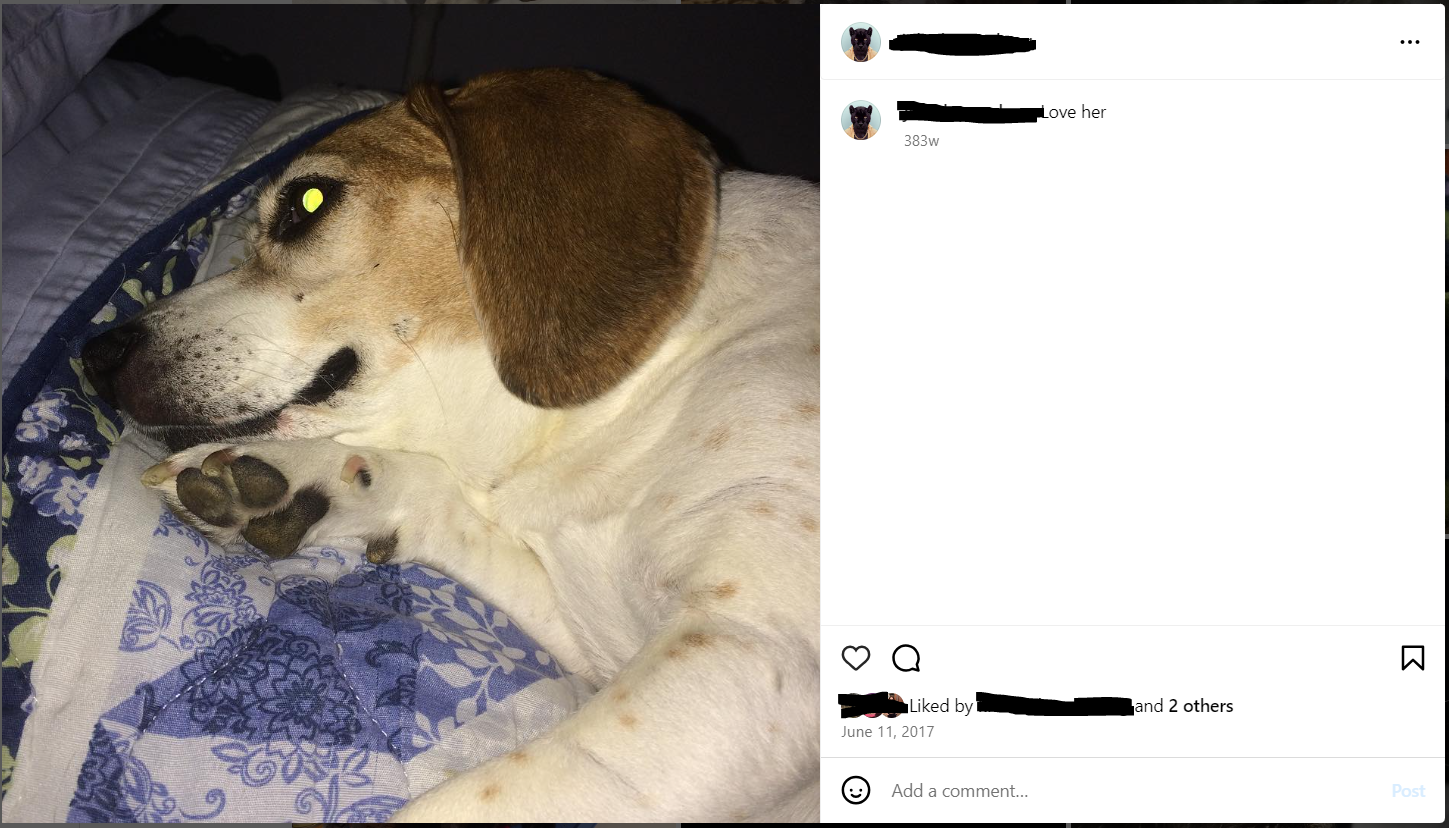 Love her
383w
Liked by and 2 others
June 11, 2017
Add a comment...
Post